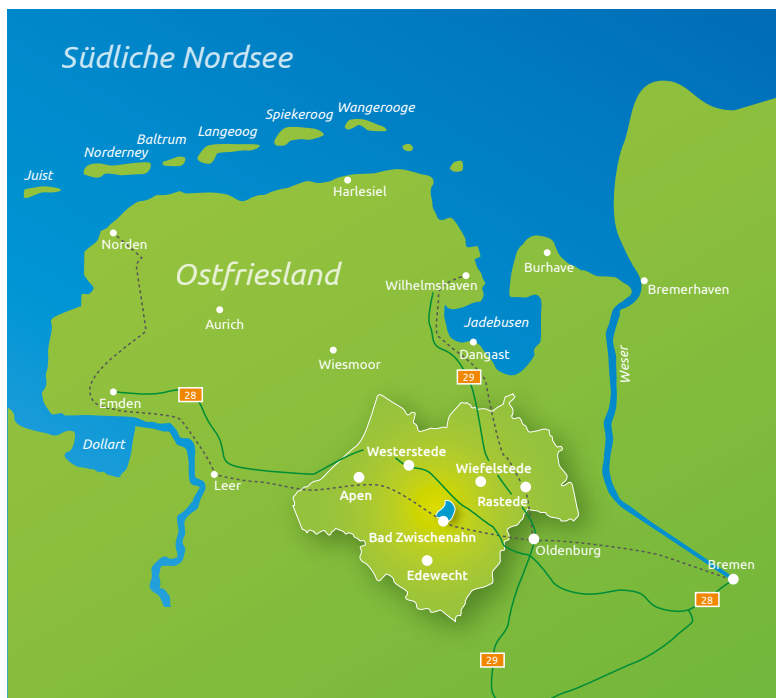 Südliche Nordsee
Wangerooge
Spiekeroog
Langeoog
Baltrum
Norderney
Juist
Harlesiel
Norden
Ostfriesland
Burhave
Wilhelmshaven
Bremerhaven
Aurich
Jadebusen
Wiesmoor
Dangast
Weser
29
28
Emden
Dollart
Westerstede
Wiefelstede
Leer
Apen
Rastede
Bad Zwischenahn
Oldenburg
Bremen
Edewecht
28
29